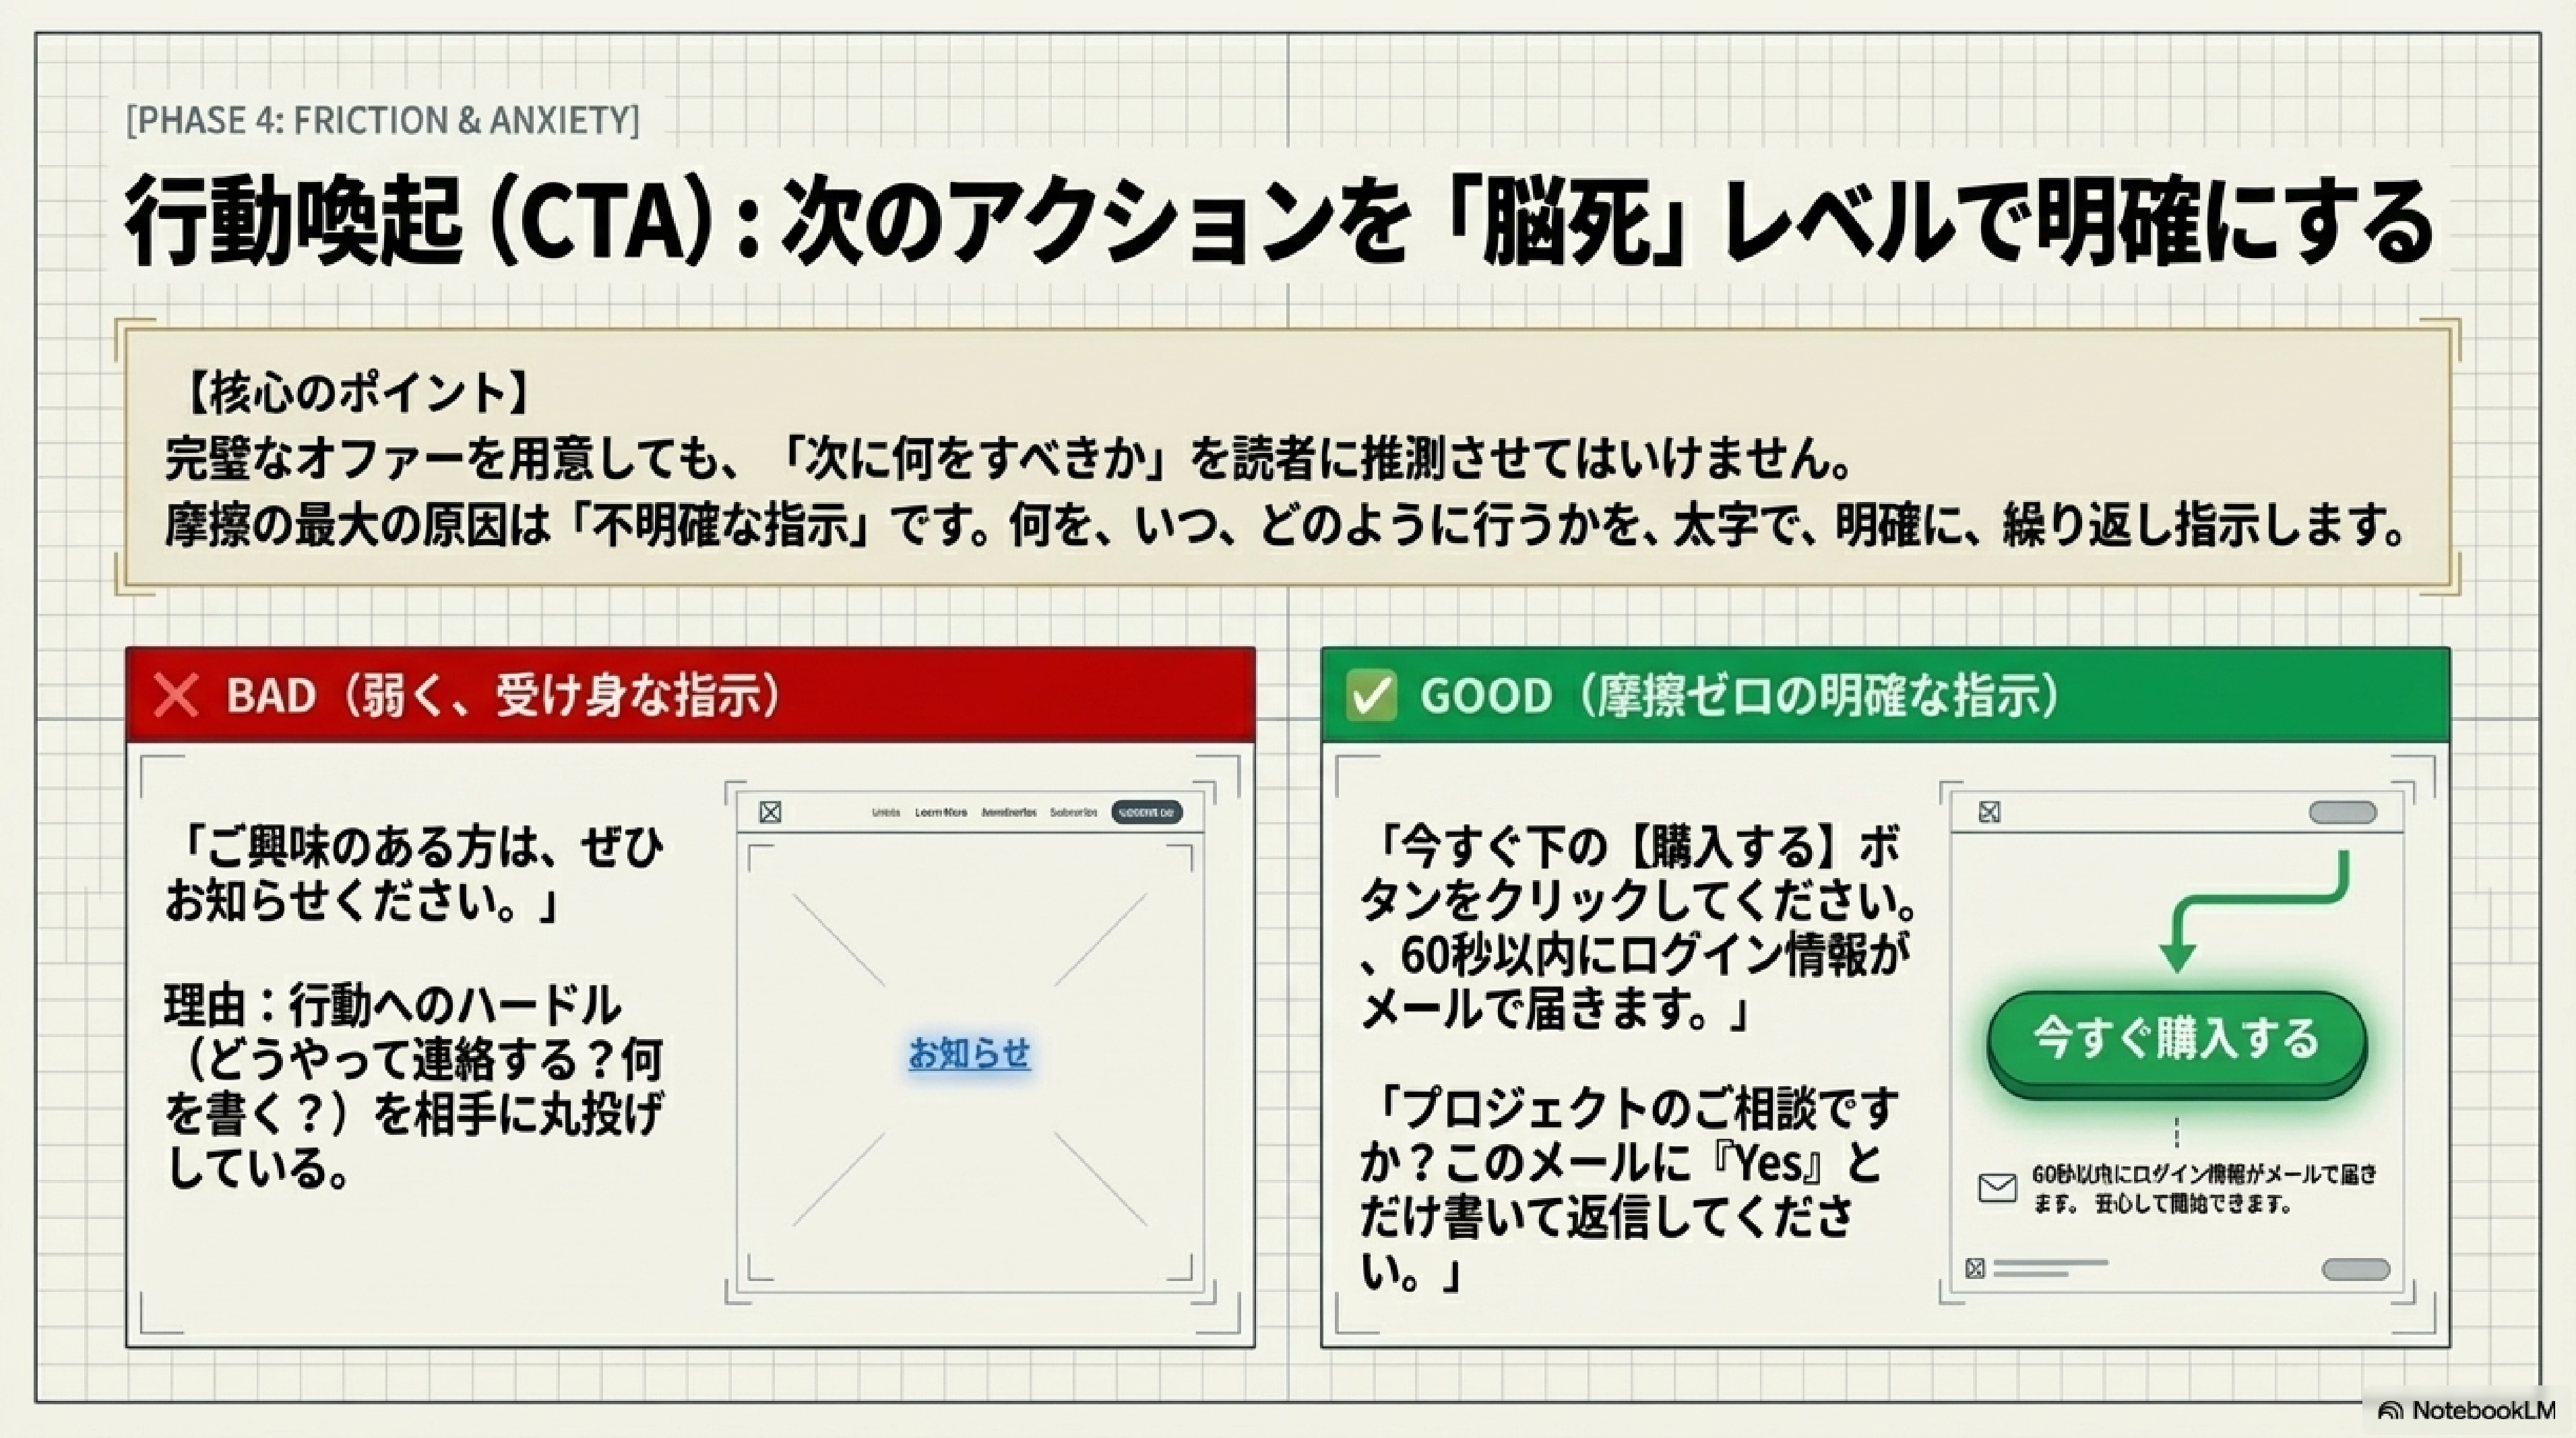 [PHASE 4: FRICTION & ANXIETY]
行動喚起（CTA）: 次のアクションを「脳死」レベルで明確にする
【核心のポイント】
完璧なオファーを用意しても、「次に何をすべきか」を読者に推測させてはいけません。
摩擦の最大の原因は「不明確な指示」です。何を、いつ、どのように行うかを、太字で、明確に、繰り返し指示します。
BAD（弱く、受け身な指示）
「ご興味のある方は、ぜひ
お知らせください。」
理由：行動へのハードル
（どうやって連絡する？何
を書く？）を相手に丸投げ
している。
お知らせ
GOOD（摩擦ゼロの明確な指示）
「今すぐ下の【購入する】ボ
タンをクリックしてください。
、60秒以内にログイン情報が
メールで届きます。」
「プロジェクトのご相談です
か？このメールに『Yes』と
だけ書いて返信してくださ
い。」
今すぐ購入する
60秒以内にログイン情報がメールで届き
ます。 安心して開始できます。
NotebookLM